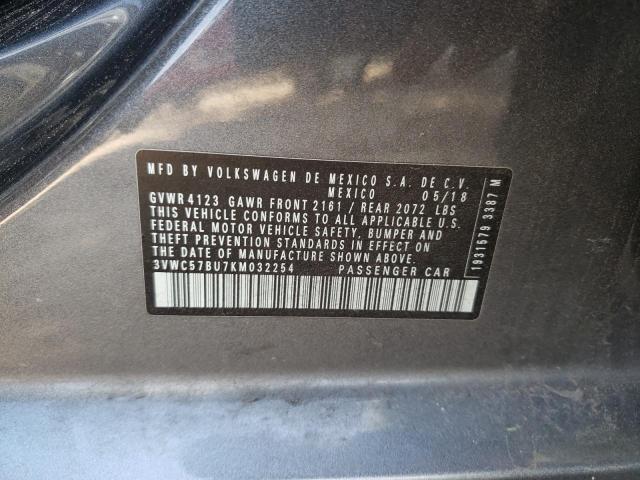 MFD BY VOLKSWAGEN DE MEXICO S.A. DE C.V.
MEXICO 05/18
GVWR 4123 GAWR FRONT 2161 / REAR 2072 LBS
THIS VEHICLE CONFORMS TO ALL APPLICABLE U.S.
FEDERAL MOTOR VEHICLE SAFETY, BUMPER AND
THEFT PREVENTION STANDARDS IN EFFECT ON
THE DATE OF MANUFACTURE SHOWN ABOVE.
3VWC57BU7KM032254 PASSENGER CAR
1931579 3387 M